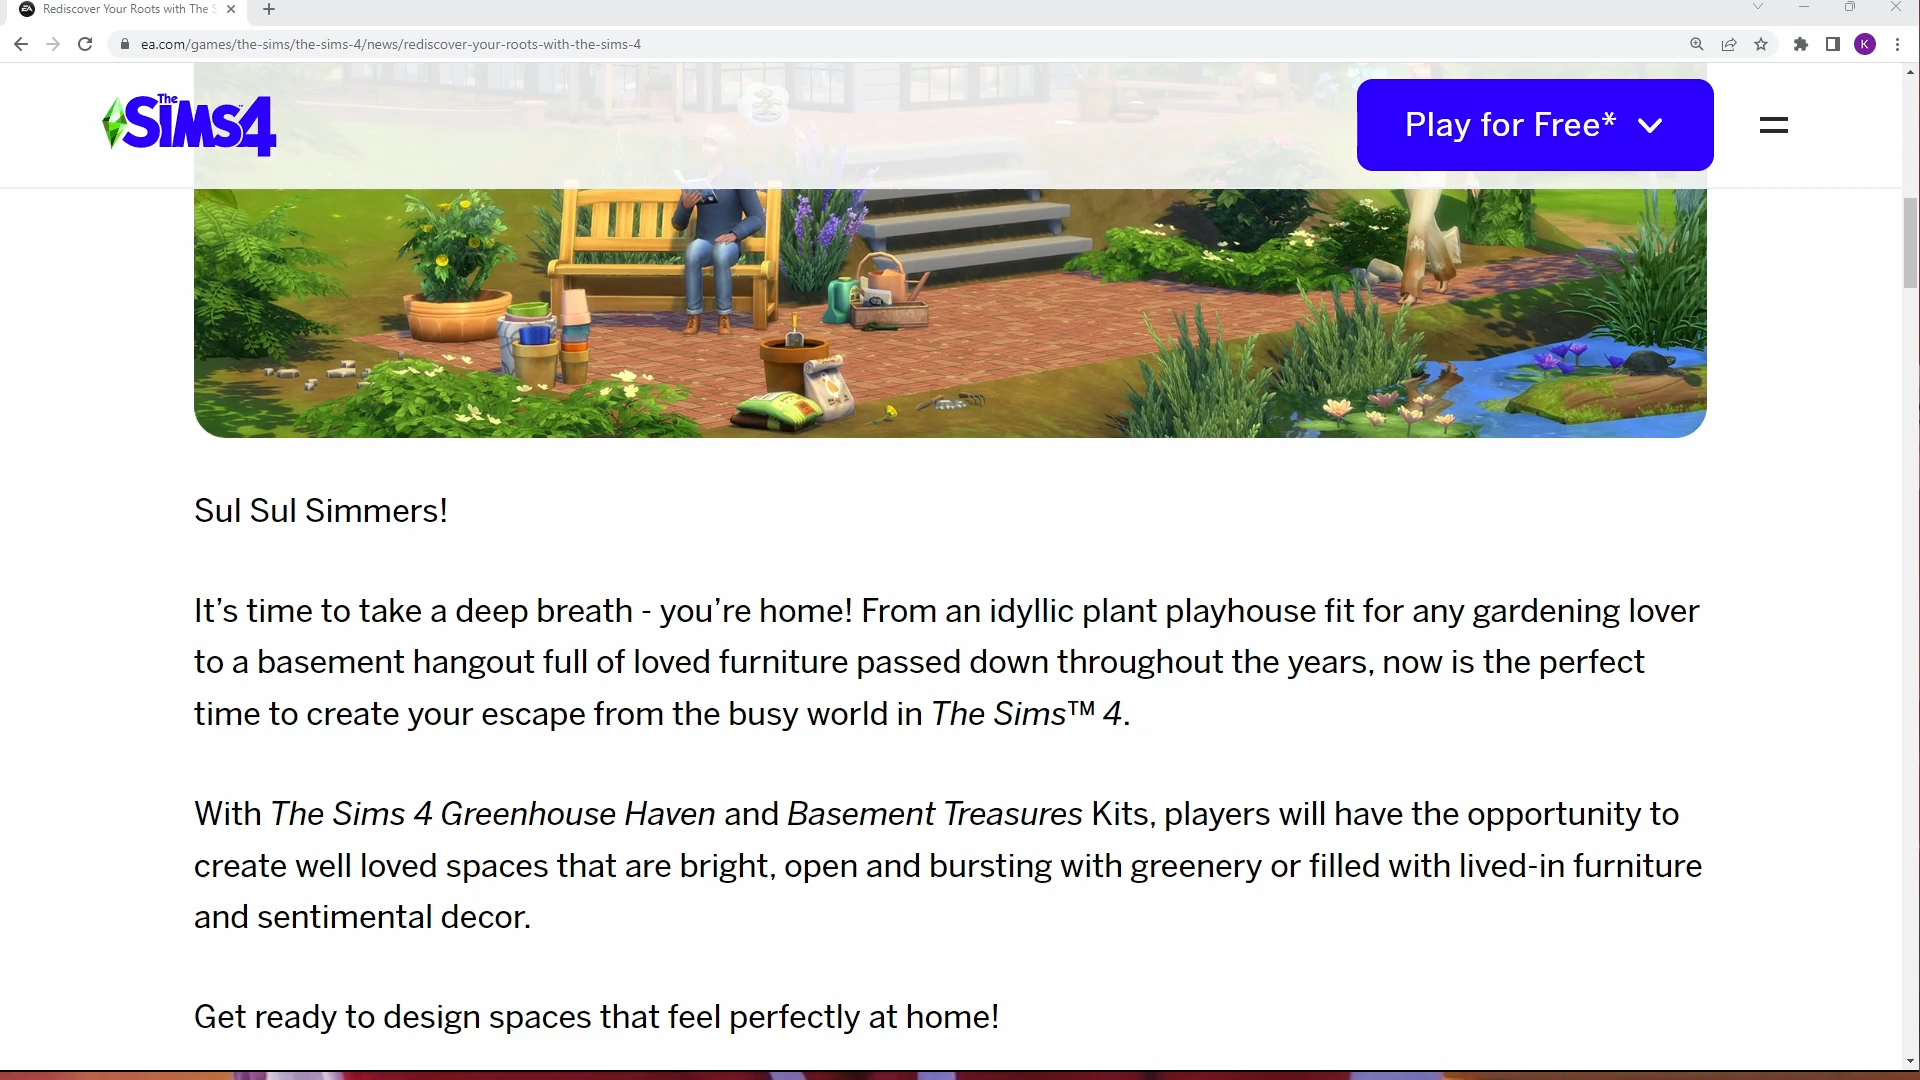 Rediscover Your Roots with The S
ea.com/games/the-sims/the-sims-4/news/rediscover-your-roots-with-the-sims-4
K
The Sims 4
Play for Free*
Sul Sul Simmers!
It’s time to take a deep breath - you’re home! From an idyllic plant playhouse fit for any gardening lover
to a basement hangout full of loved furniture passed down throughout the years, now is the perfect
time to create your escape from the busy world in The Sims™ 4.
With The Sims 4 Greenhouse Haven and Basement Treasures Kits, players will have the opportunity to
create well loved spaces that are bright, open and bursting with greenery or filled with lived-in furniture
and sentimental decor.
Get ready to design spaces that feel perfectly at home!